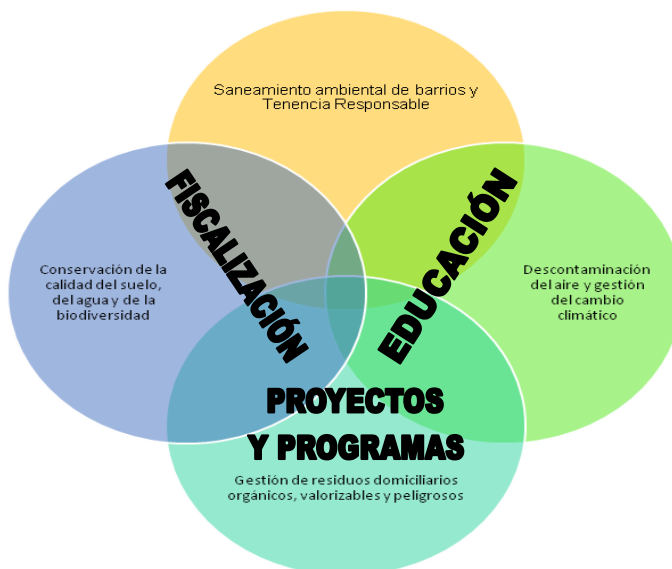 Saneamiento ambiental de barrios y
Tenencia Responsable
FISCALIZACIÓN
EDUCACIÓN
Conservación de la
calidad del suelo,
del agua y de la
biodiversidad
Descontaminación
del aire y gestión
del cambio
climático
PROYECTOS
Y PROGRAMAS
Gestión de residuos domiciliarios
orgánicos, valorizables y peligrosos